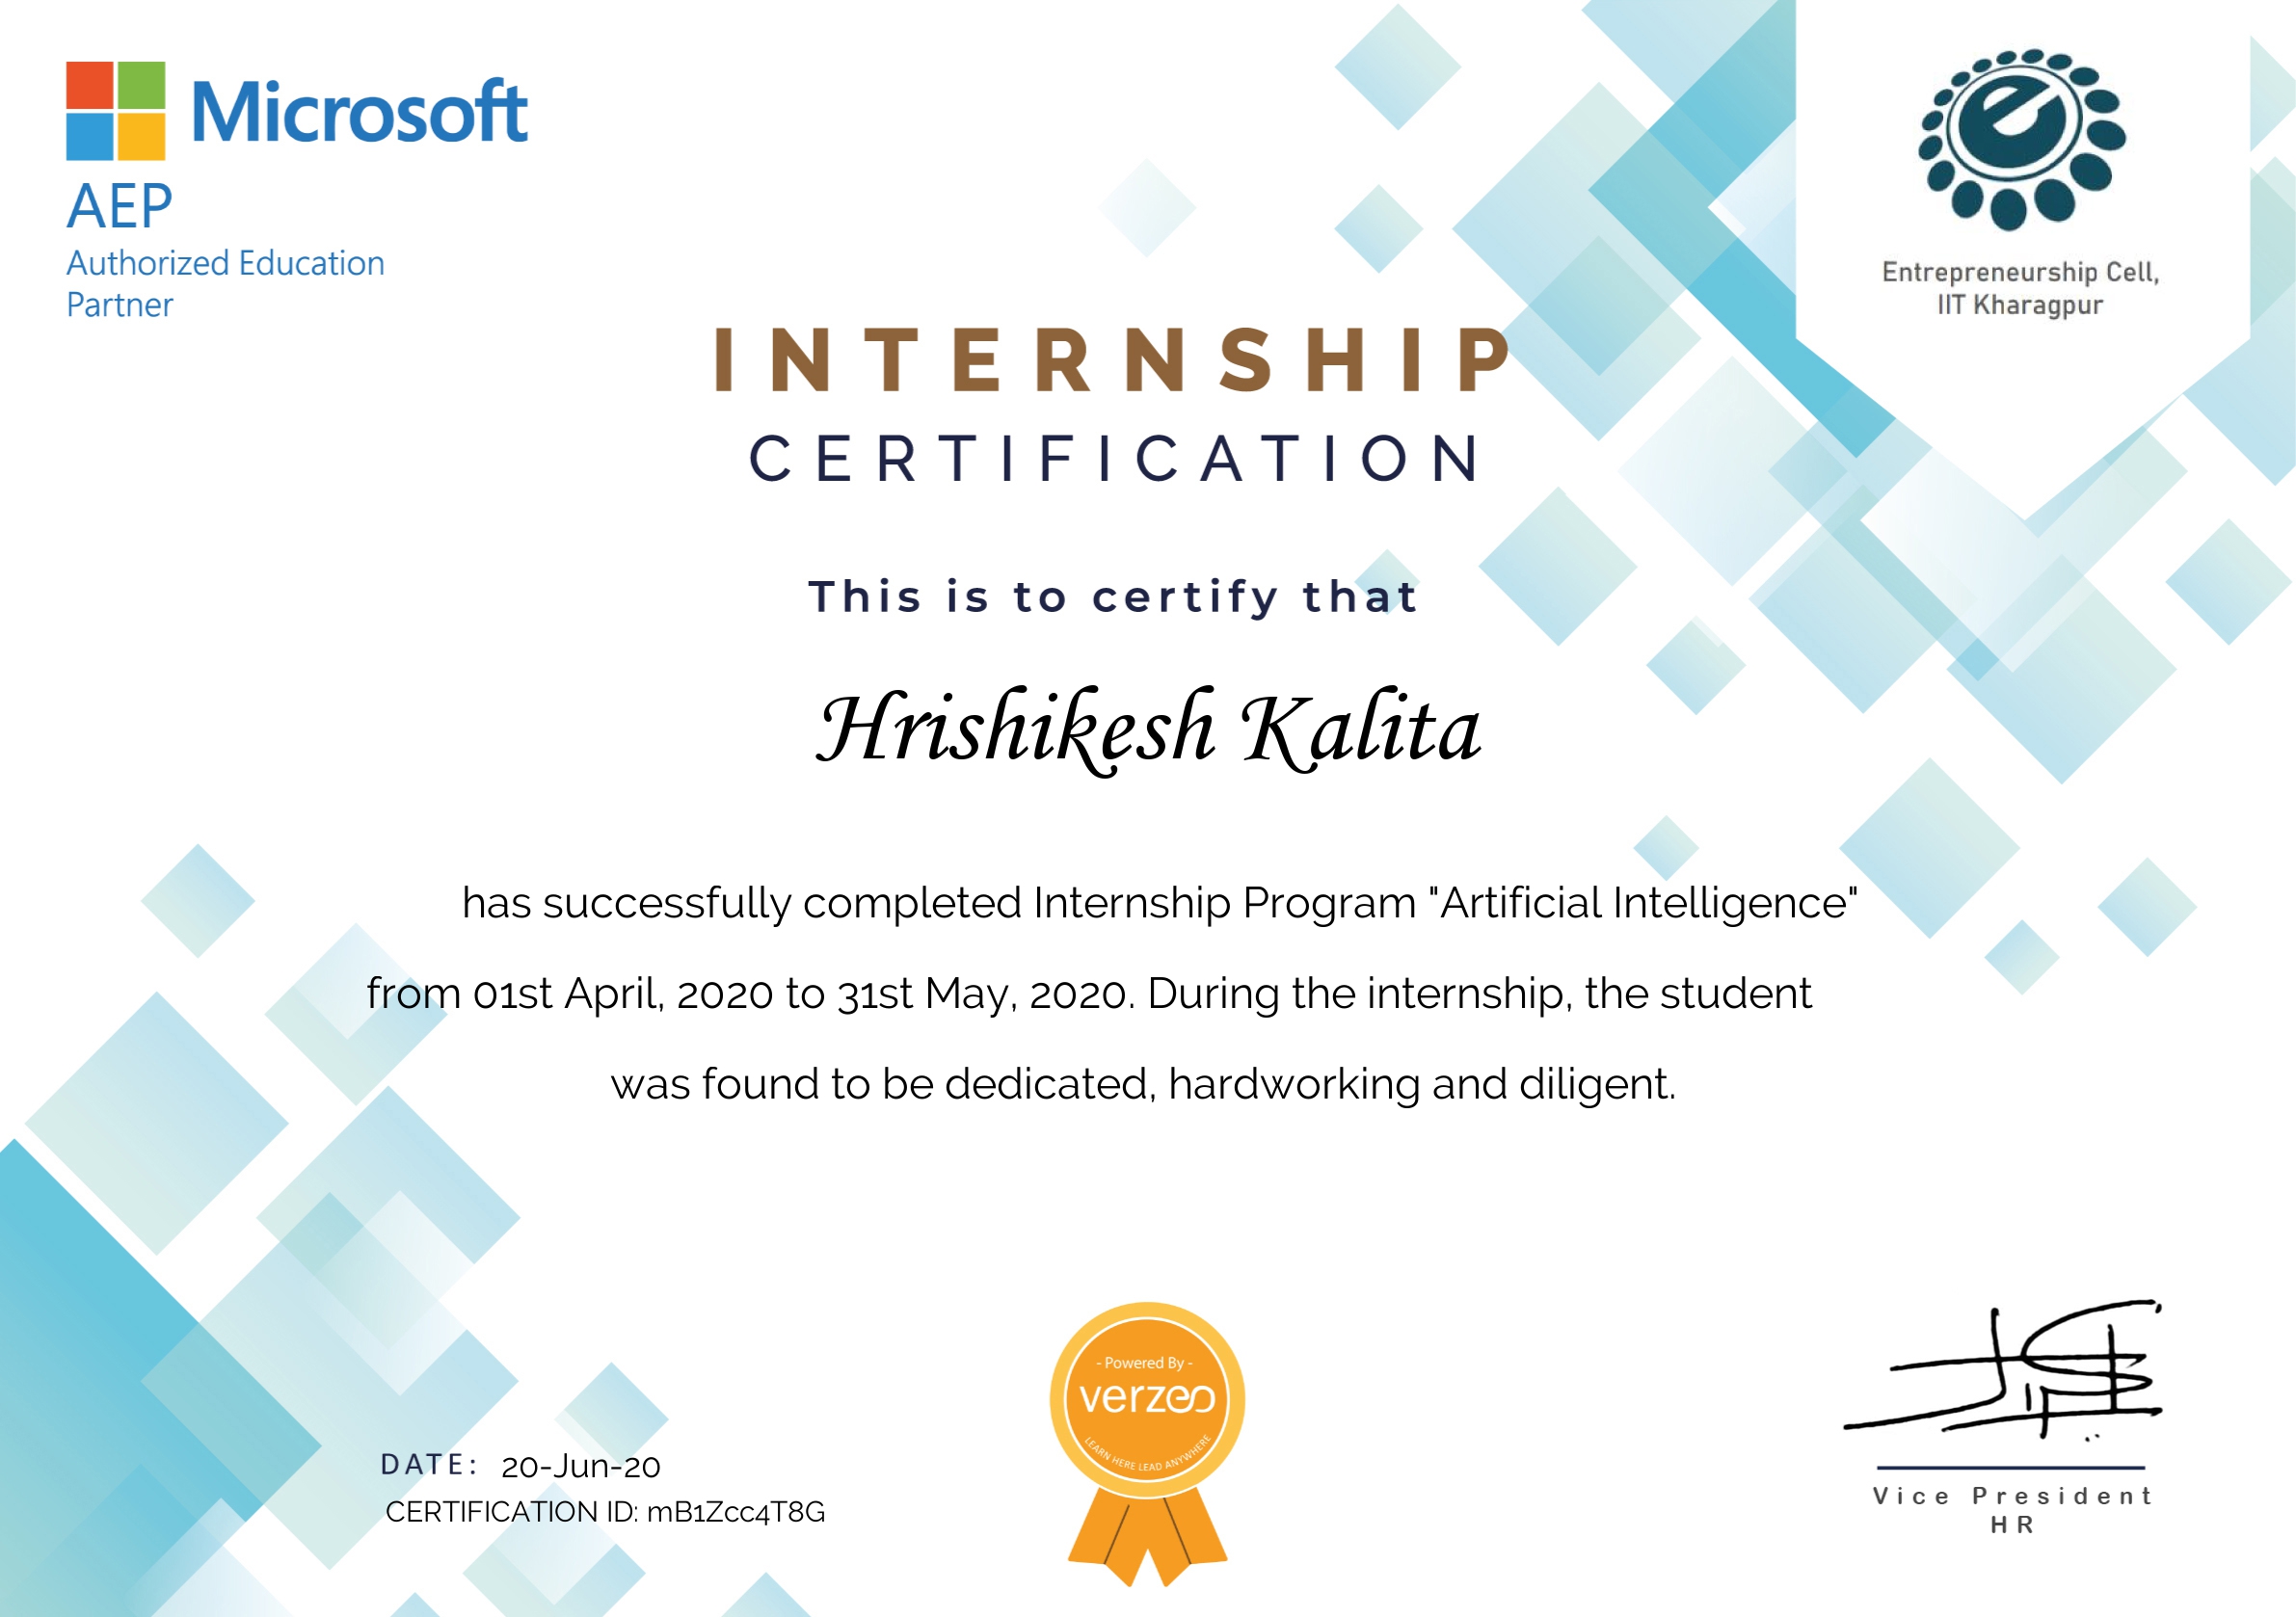 Microsoft
AEP
Authorized Education
Partner
e
Entrepreneurship Cell,
IIT Kharagpur
INTERNSHIP
CERTIFICATION
This is to certify that
Hrishikesh Kalita
has successfully completed Internship Program "Artificial Intelligence"
from 01st April, 2020 to 31st May, 2020. During the internship, the student
was found to be dedicated, hardworking and diligent.
- Powered By -
verzeo
LEARN HERE LEAD ANYWHERE
DATE: 20-Jun-20
CERTIFICATION ID: mB1Zcc4T8G
Vice President
HR